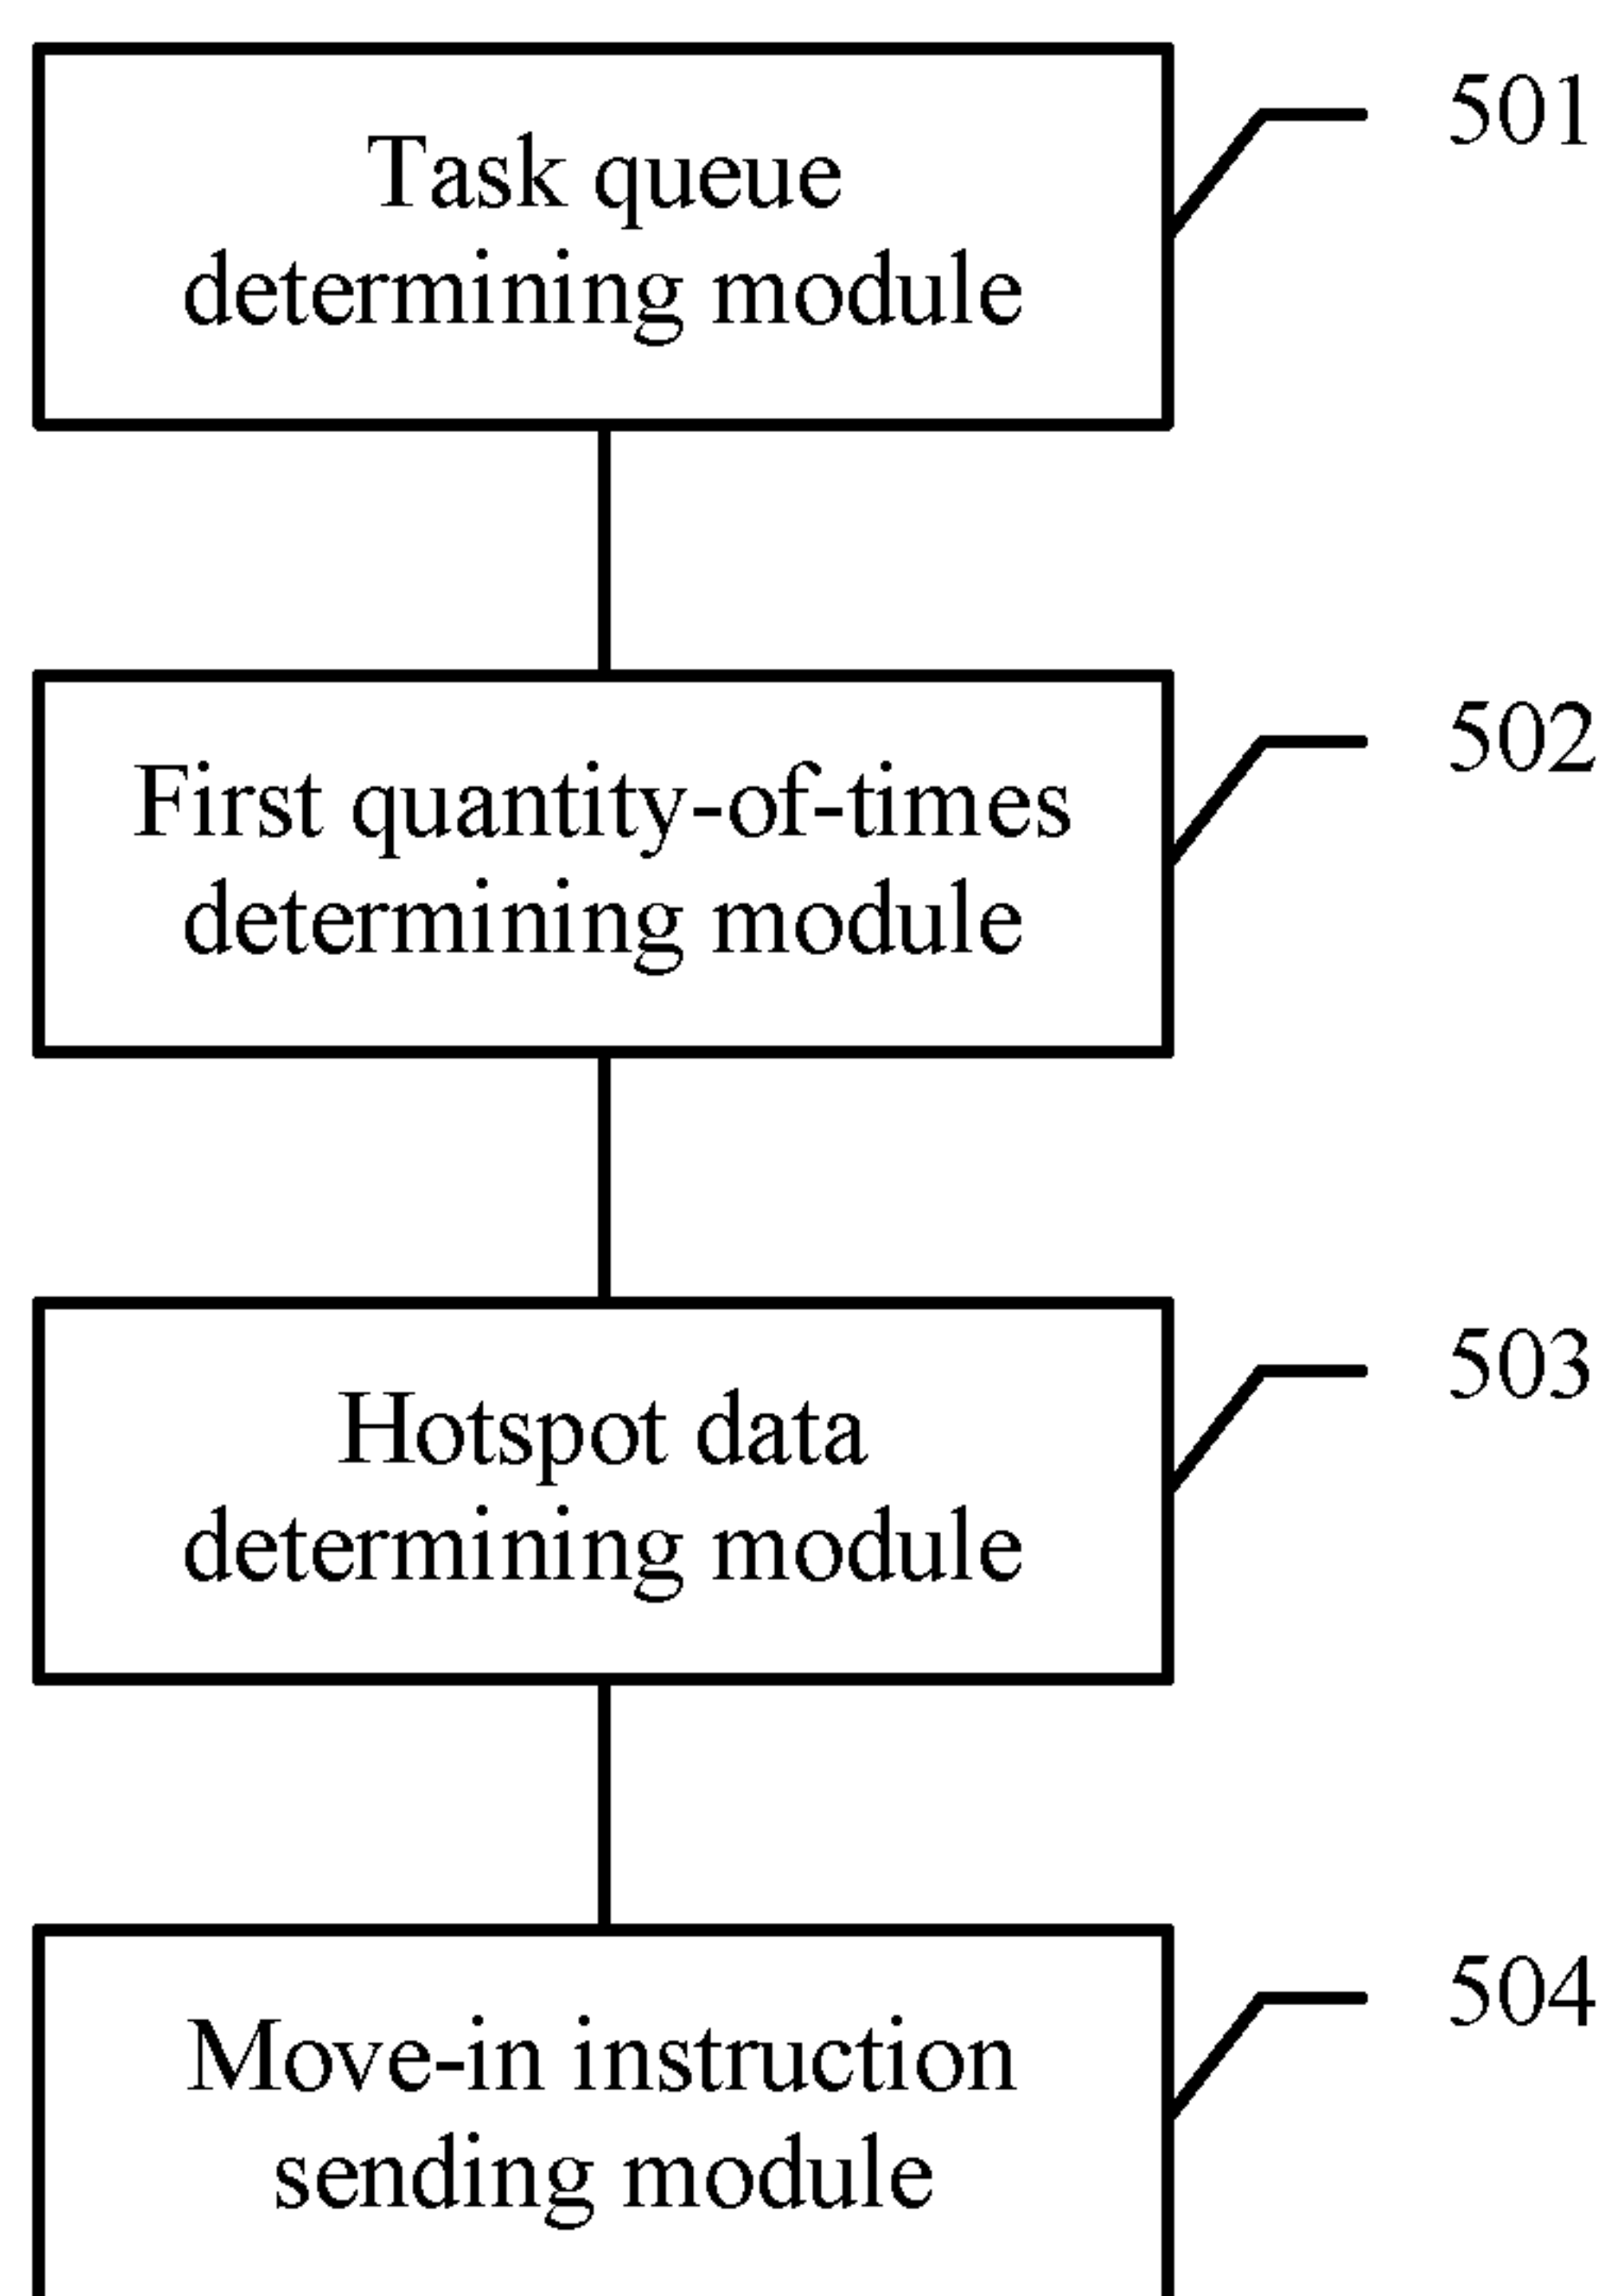 Task queue
determining module
501
First quantity-of-times
determining module
502
Hotspot data
determining module
503
Move-in instruction
sending module
504